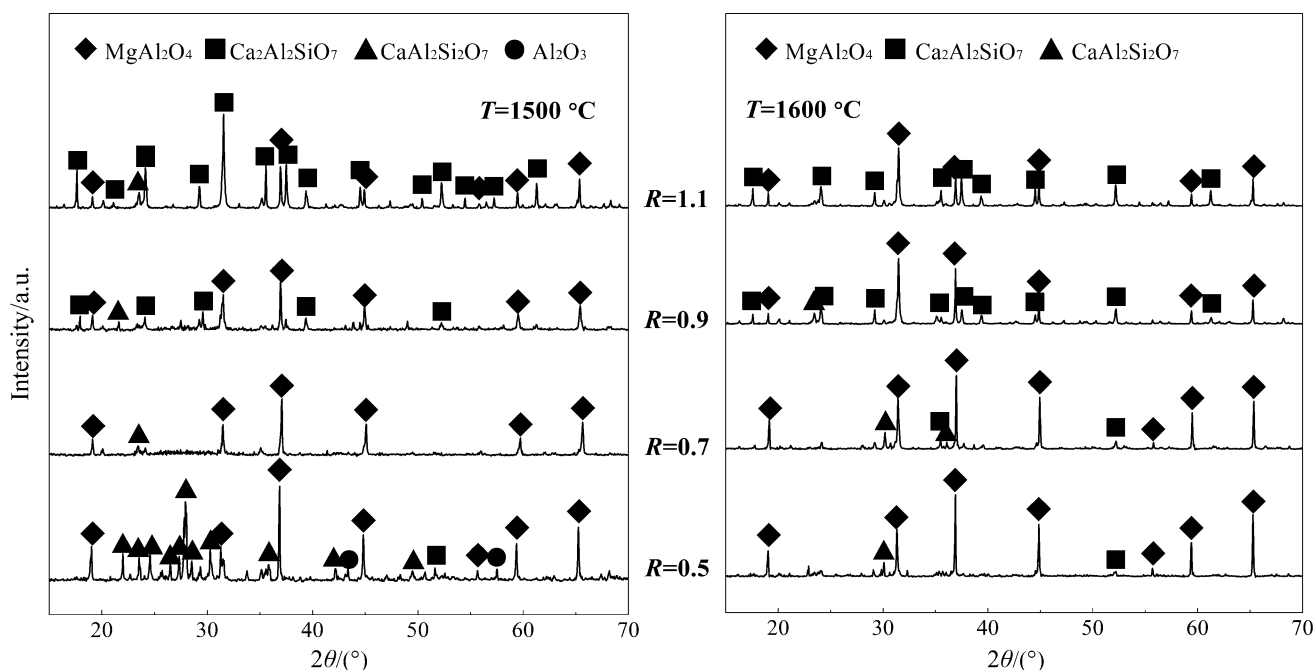 ◆ MgAl₂O₄ ■ Ca₂Al₂SiO₇ ▲ CaAl₂Si₂O₇ ● Al₂O₃
T=1500 °C
◆ MgAl₂O₄ ■ Ca₂Al₂SiO₇ ▲ CaAl₂Si₂O₇
T=1600 °C
R=1.1
R=0.9
R=0.7
R=0.5
Intensity/a.u.
20 30 40 50 60 70
2θ/(°)
20 30 40 50 60 70
2θ/(°)